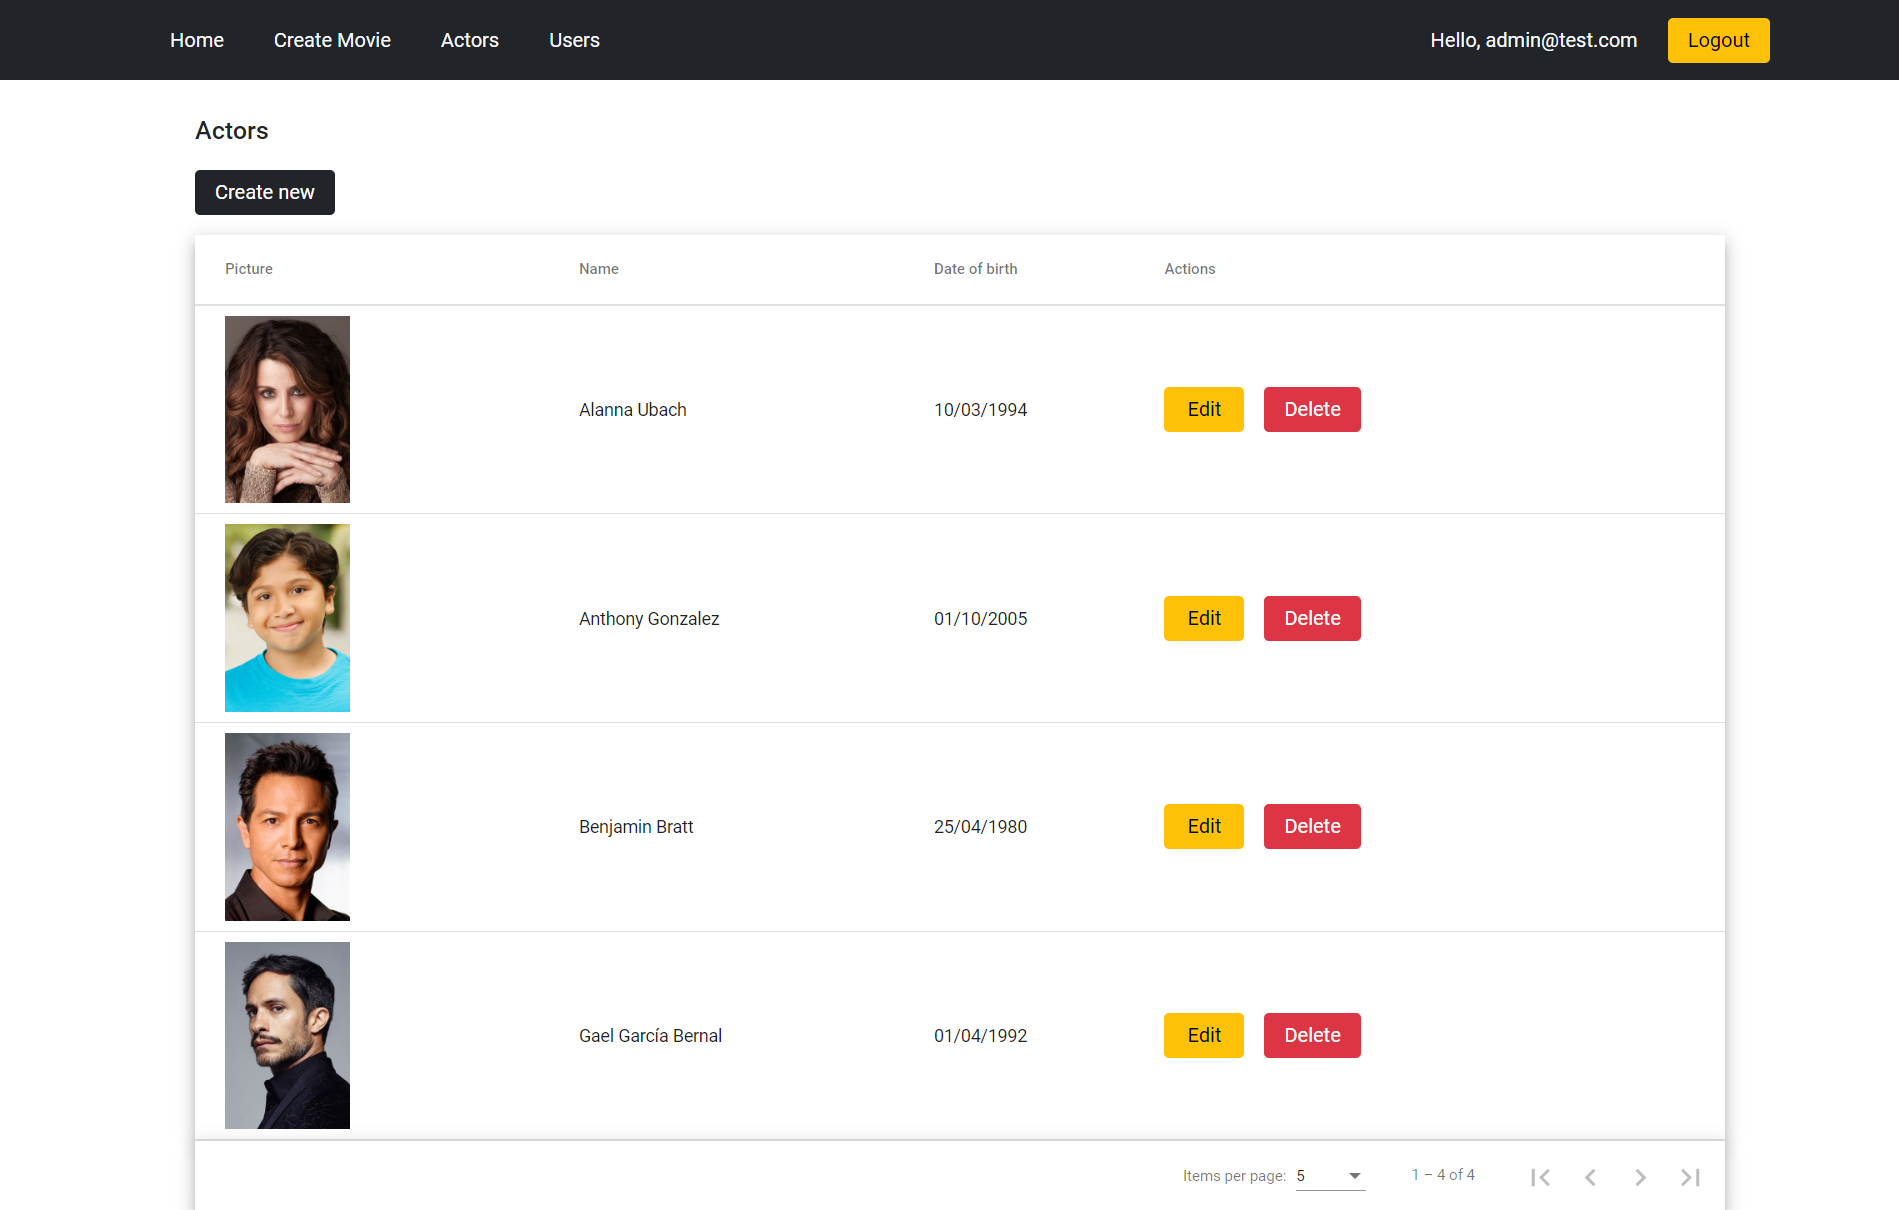 Home Create Movie Actors Users Hello, admin@test.com Logout
Actors
Create new
Picture Name Date of birth Actions
Alanna Ubach 10/03/1994 Edit Delete
Anthony Gonzalez 01/10/2005 Edit Delete
Benjamin Bratt 25/04/1980 Edit Delete
Gael García Bernal 01/04/1992 Edit Delete
Items per page: 5 1 – 4 of 4